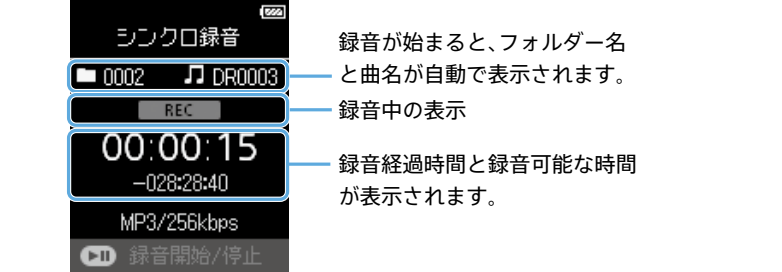 シンクロ録音
0002 DR0003
REC
00:00:15
−028:28:40
MP3/256kbps
録音開始/停止
録音が始まると、フォルダー名
と曲名が自動で表示されます。
録音中の表示
録音経過時間と録音可能な時間
が表示されます。